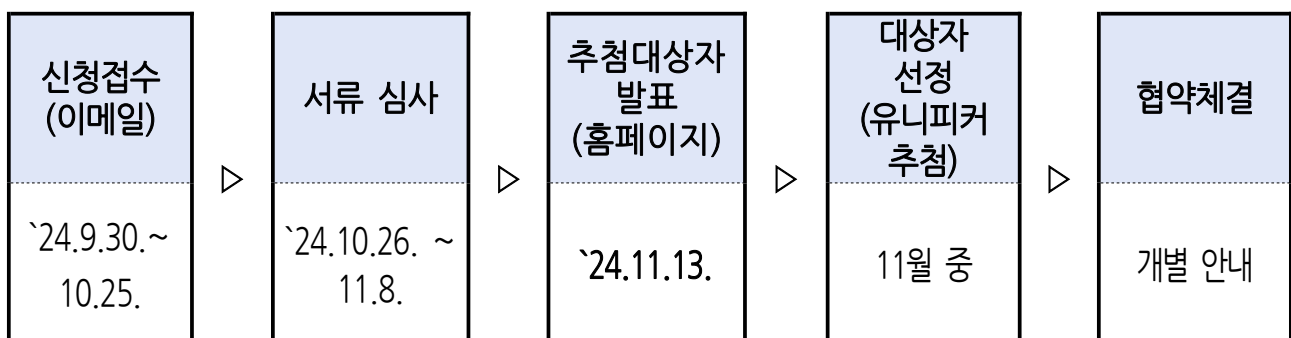 신청접수
(이메일)
`24.9.30.~
10.25.
서류 심사
`24.10.26. ~
11.8.
추첨대상자
발표
(홈페이지)
`24.11.13.
대상자
선정
(유니피커
추첨)
11월 중
협약체결
개별 안내